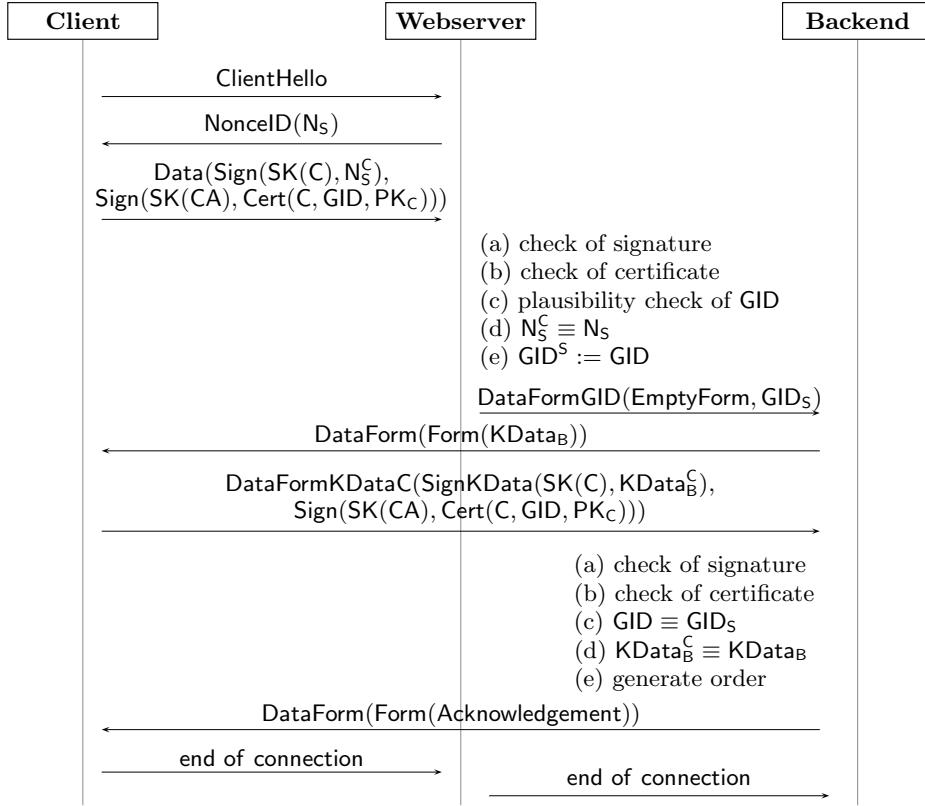 Client Webserver Backend
ClientHello
NonceID(N_S)
Data(Sign(SK(C), N_S^C),
Sign(SK(CA), Cert(C, GID, PK_C)))
(a) check of signature
(b) check of certificate
(c) plausibility check of GID
(d) N_S^C ≡ N_S
(e) GID^S := GID
DataFormGID(EmptyForm, GID_S)
DataForm(Form(KData_B))
DataFormKDataC(SignKData(SK(C), KData_B^C),
Sign(SK(CA), Cert(C, GID, PK_C)))
(a) check of signature
(b) check of certificate
(c) GID ≡ GID_S
(d) KData_B^C ≡ KData_B
(e) generate order
DataForm(Form(Acknowledgement))
end of connection
end of connection